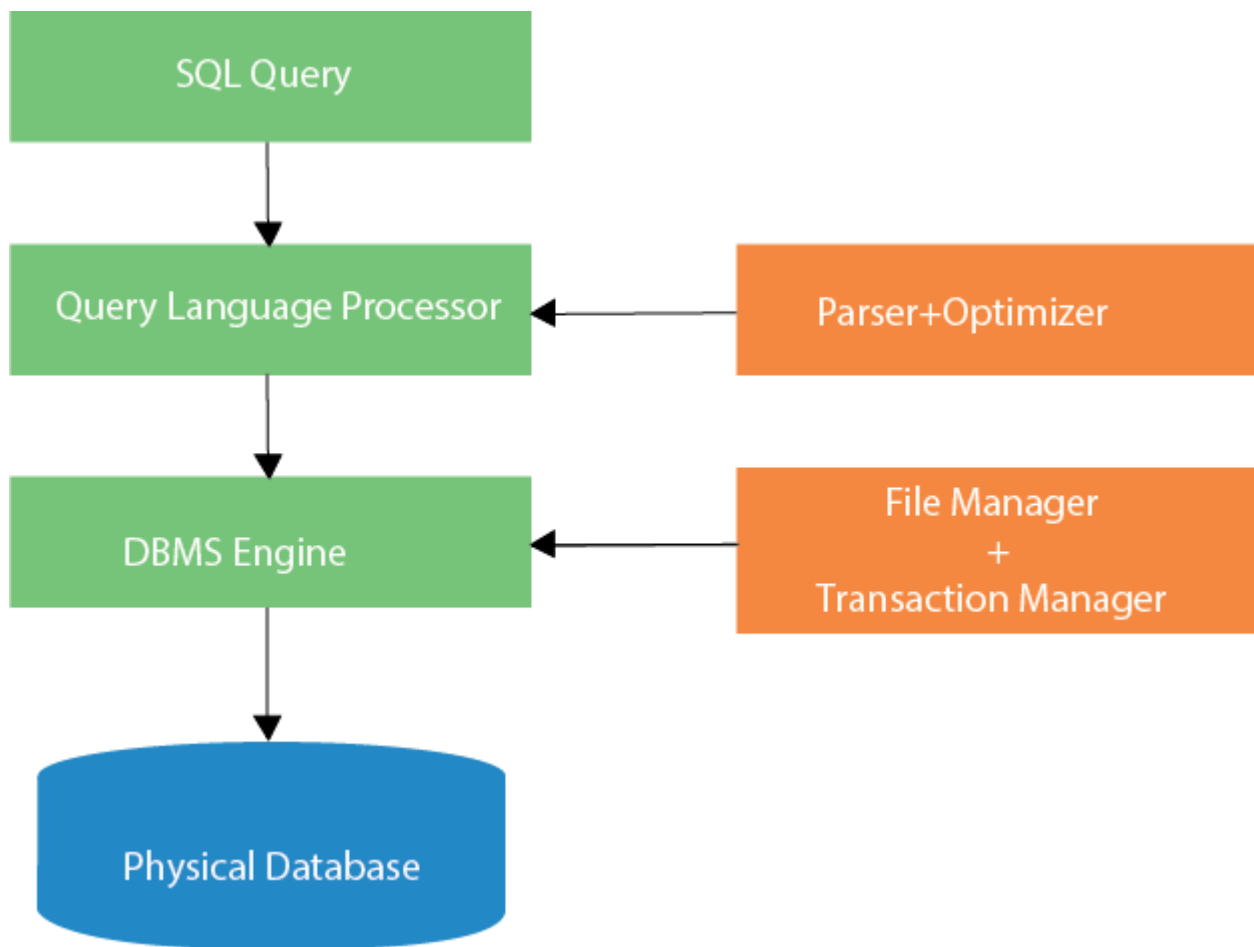 SQL Query
Query Language Processor
Parser+Optimizer
DBMS Engine
File Manager
+
Transaction Manager
Physical Database